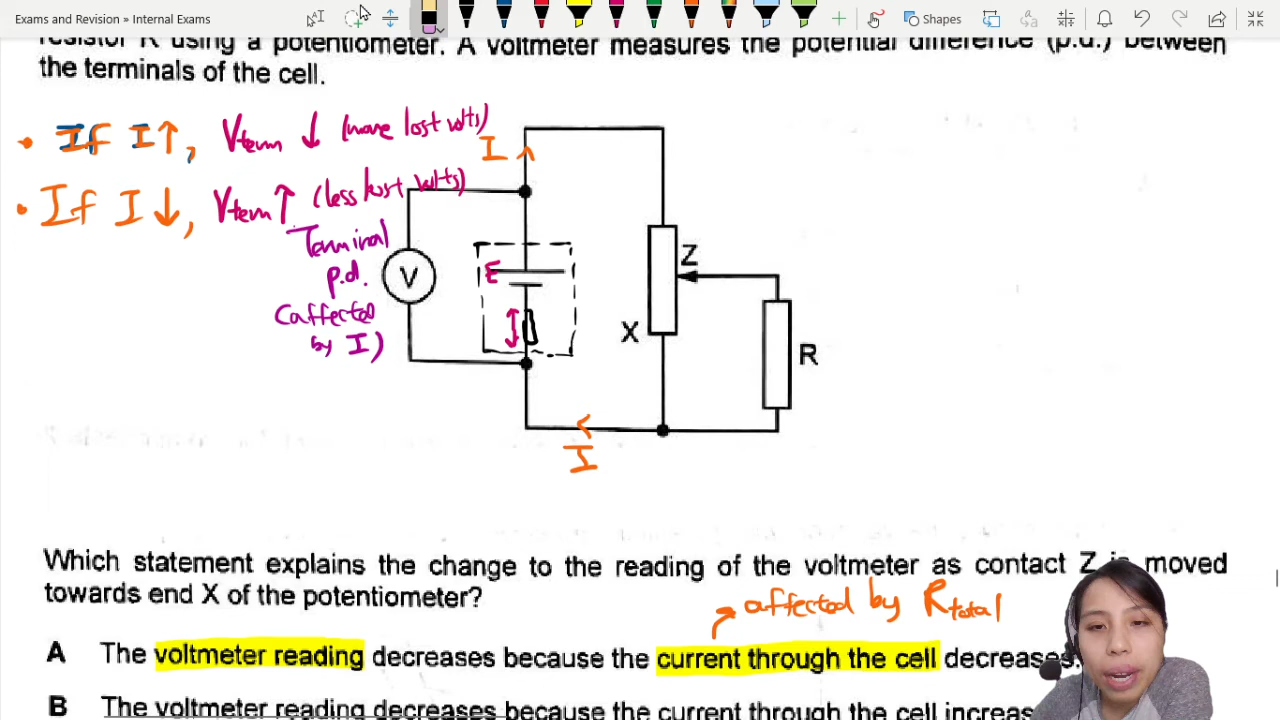 Exams and Revision » Internal Exams
Shapes
resistor R using a potentiometer. A voltmeter measures the potential difference (p.d.) between
the terminals of the cell.
• If I↑, Vterm ↓ (more lost volts)
I
• If I↓, Vterm ↑ (less lost volts)
Terminal
p.d.
(affected
by I)
V
E
Z
X
R
I
Which statement explains the change to the reading of the voltmeter as contact Z is moved
towards end X of the potentiometer?
affected by Rtotal
A The voltmeter reading decreases because the current through the cell decreases.
B The voltmeter reading decreases because the current through the cell